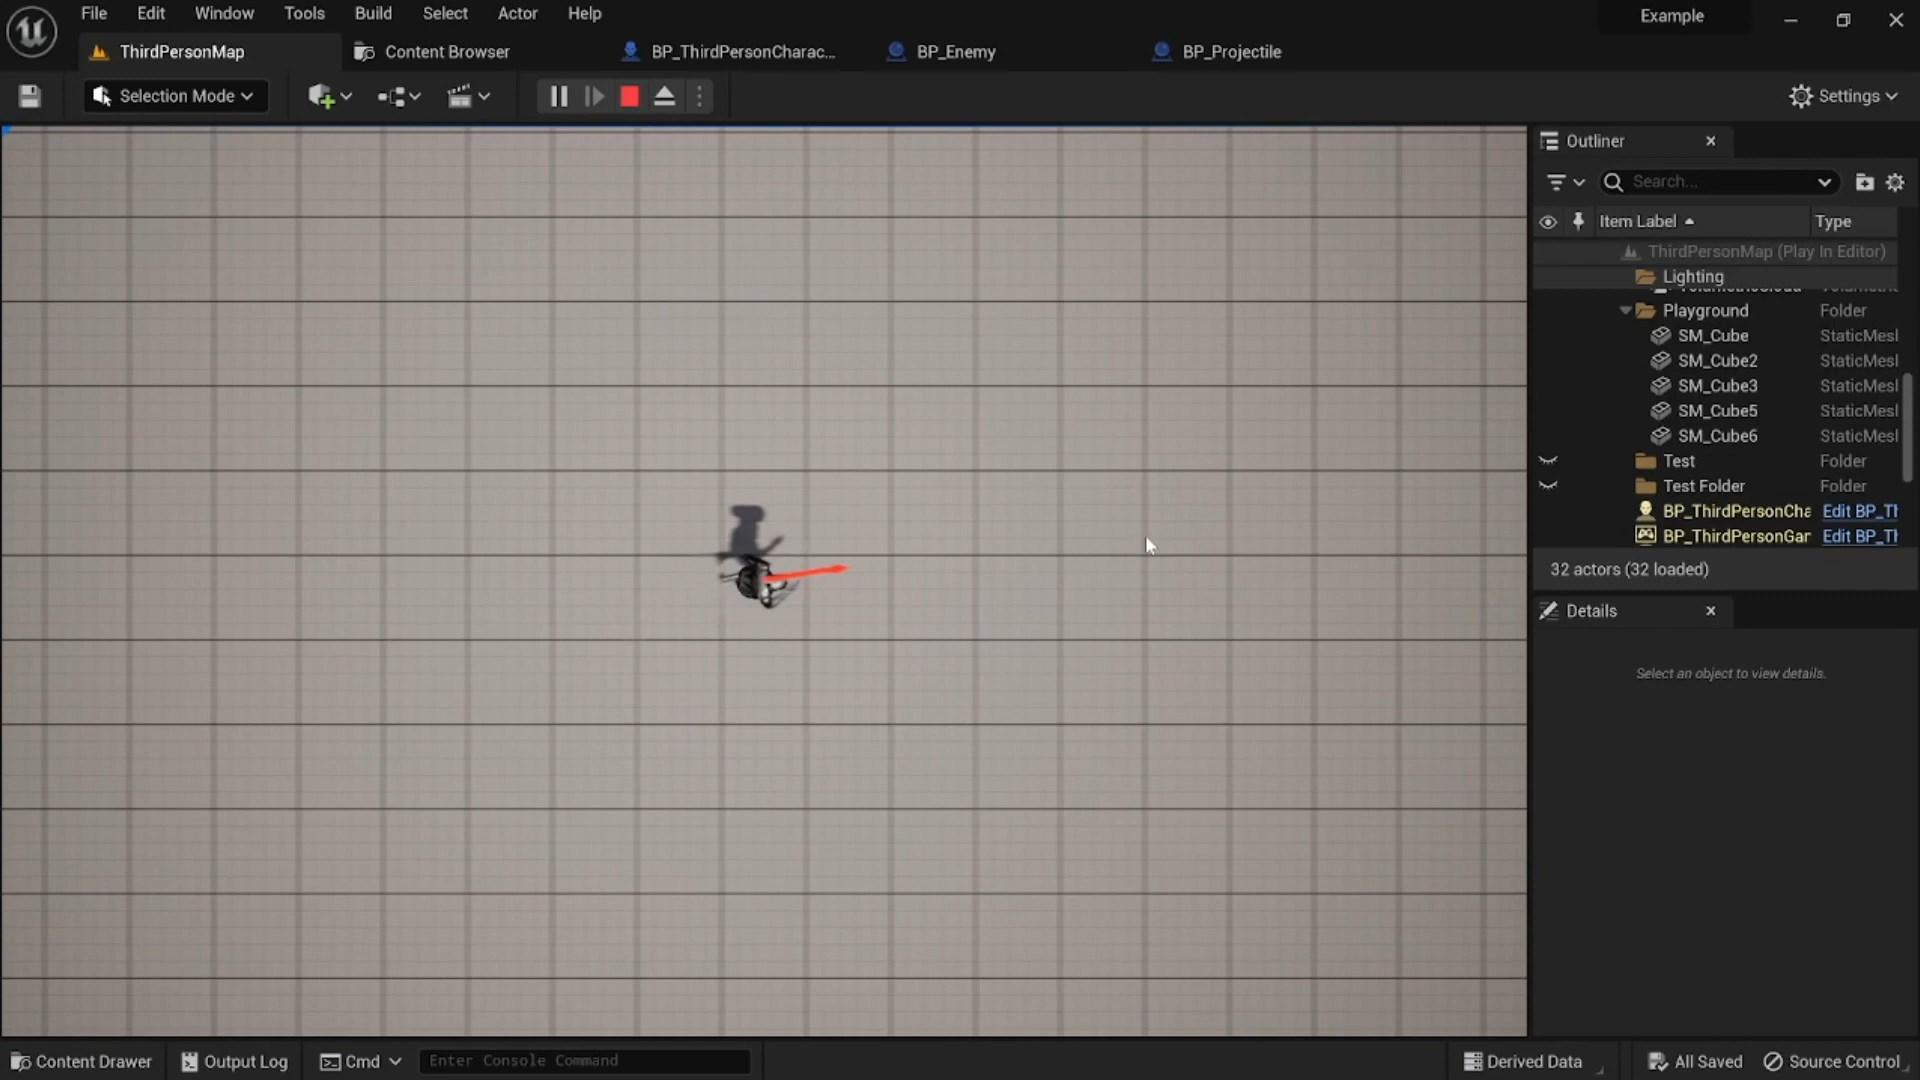 File Edit Window Tools Build Select Actor Help
Example
ThirdPersonMap
Content Browser
BP_ThirdPersonCharac...
BP_Enemy
BP_Projectile
Selection Mode
Settings
Outliner
Search...
Item Label Type
ThirdPersonMap (Play In Editor)
Lighting
Playground Folder
SM_Cube StaticMesl
SM_Cube2 StaticMesl
SM_Cube3 StaticMesl
SM_Cube5 StaticMesl
SM_Cube6 StaticMesl
Test Folder
Test Folder Folder
BP_ThirdPersonCha Edit BP_Tl
BP_ThirdPersonGar Edit BP_Tl
32 actors (32 loaded)
Details
Select an object to view details.
Content Drawer Output Log Cmd Enter Console Command Derived Data All Saved Source Control